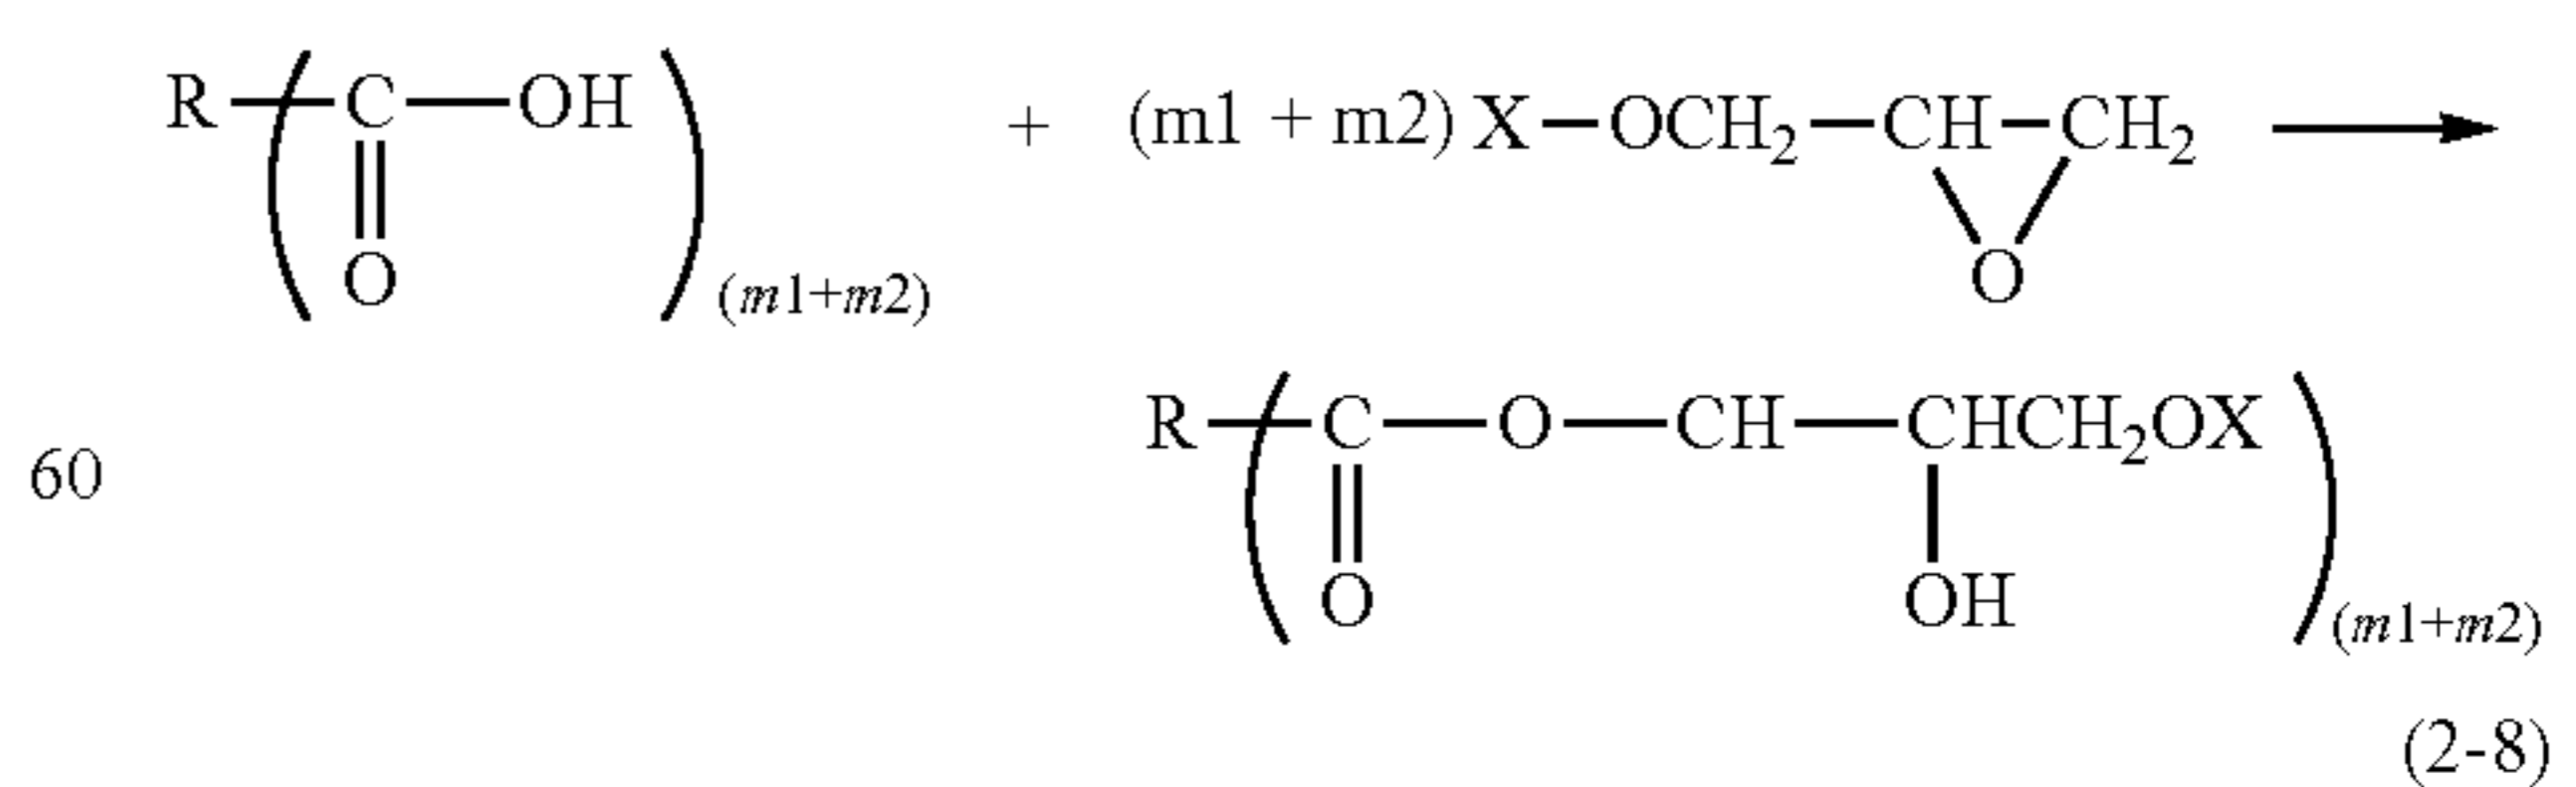 R—(C—OH)(m1+m2) + (m1 + m2) X—OCH2—CH—CH2 ⟶
O O
60 R—(C—O—CH—CHCH2OX)(m1+m2)
O OH
(2-8)